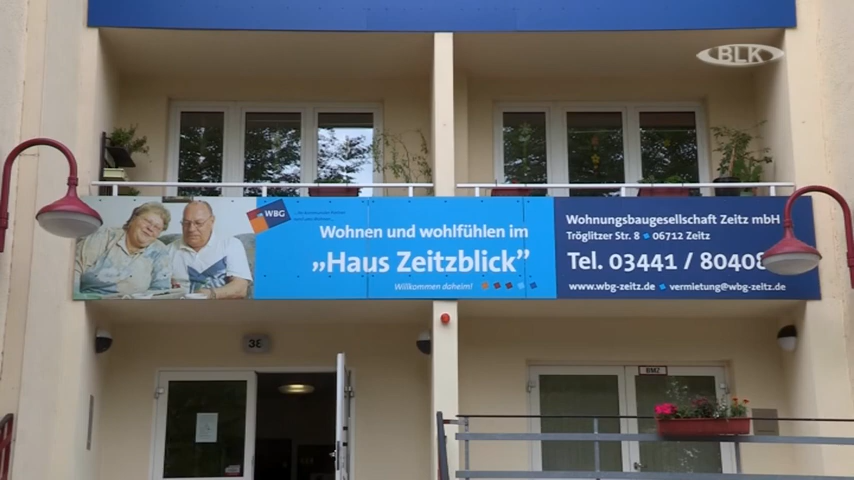 BLK
WBG
Wohnen und wohlfühlen im
„Haus Zeitzblick”
Willkommen daheim!
Wohnungsbaugesellschaft Zeitz mbH
Tröglitzer Str. 8 06712 Zeitz
Tel. 03441 / 80408
www.wbg-zeitz.de vermietung@wbg-zeitz.de
38
BMZ